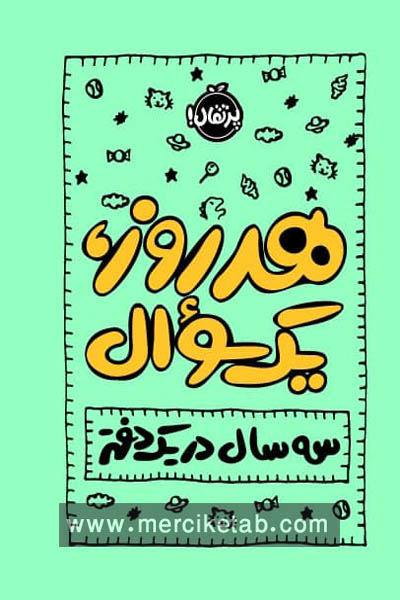 پرتقال!
هر روز،
یک سؤال
سه سال در یک دفتر
www.merciketab.com